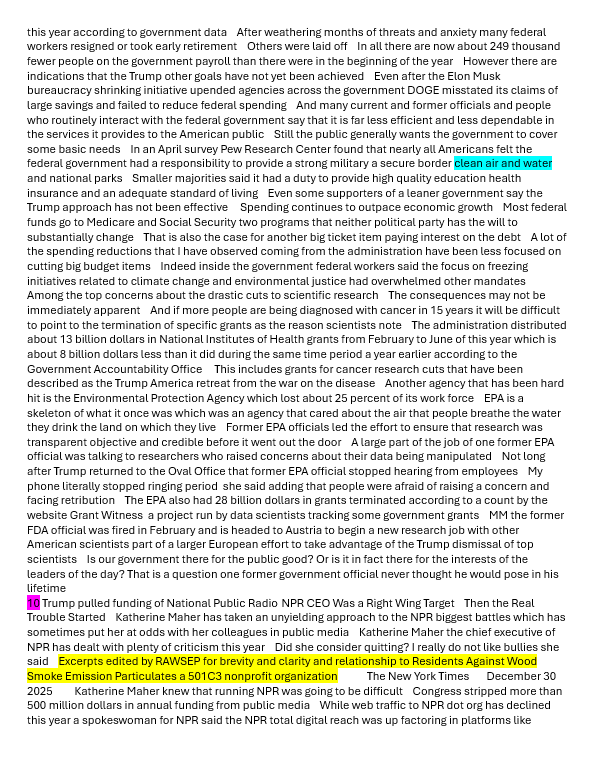 this year according to government data    After weathering months of threats and anxiety many federal
workers resigned or took early retirement    Others were laid off    In all there are now about 249 thousand
fewer people on the government payroll than there were in the beginning of the year    However there are
indications that the Trump other goals have not yet been achieved    Even after the Elon Musk
bureaucracy shrinking initiative upended agencies across the government DOGE misstated its claims of
large savings and failed to reduce federal spending    And many current and former officials and people
who routinely interact with the federal government say that it is far less efficient and less dependable in
the services it provides to the American public    Still the public generally wants the government to cover
some basic needs    In an April survey Pew Research Center found that nearly all Americans felt the
federal government had a responsibility to provide a strong military a secure border clean air and water
and national parks    Smaller majorities said it had a duty to provide high quality education health
insurance and an adequate standard of living    Even some supporters of a leaner government say the
Trump approach has not been effective    Spending continues to outpace economic growth    Most federal
funds go to Medicare and Social Security two programs that neither political party has the will to
substantially change    That is also the case for another big ticket item paying interest on the debt    A lot of
the spending reductions that I have observed coming from the administration have been less focused on
cutting big budget items    Indeed inside the government federal workers said the focus on freezing
initiatives related to climate change and environmental justice had overwhelmed other mandates
Among the top concerns about the drastic cuts to scientific research    The consequences may not be
immediately apparent    And if more people are being diagnosed with cancer in 15 years it will be difficult
to point to the termination of specific grants as the reason scientists note    The administration distributed
about 13 billion dollars in National Institutes of Health grants from February to June of this year which is
about 8 billion dollars less than it did during the same time period a year earlier according to the
Government Accountability Office    This includes grants for cancer research cuts that have been
described as the Trump America retreat from the war on the disease    Another agency that has been hard
hit is the Environmental Protection Agency which lost about 25 percent of its work force    EPA is a
skeleton of what it once was which was an agency that cared about the air that people breathe the water
they drink the land on which they live    Former EPA officials led the effort to ensure that research was
transparent objective and credible before it went out the door    A large part of the job of one former EPA
official was talking to researchers who raised concerns about their data being manipulated    Not long
after Trump returned to the Oval Office that former EPA official stopped hearing from employees    My
phone literally stopped ringing period  she said adding that people were afraid of raising a concern and
facing retribution    The EPA also had 28 billion dollars in grants terminated according to a count by the
website Grant Witness  a project run by data scientists tracking some government grants    MM the former
FDA official was fired in February and is headed to Austria to begin a new research job with other
American scientists part of a larger European effort to take advantage of the Trump dismissal of top
scientists    Is our government there for the public good? Or is it in fact there for the interests of the
leaders of the day? That is a question one former government official never thought he would pose in his
lifetime
10 Trump pulled funding of National Public Radio  NPR CEO Was a Right Wing Target    Then the Real
Trouble Started    Katherine Maher has taken an unyielding approach to the NPR biggest battles which has
sometimes put her at odds with her colleagues in public media    Katherine Maher the chief executive of
NPR has dealt with plenty of criticism this year    Did she consider quitting? I really do not like bullies she
said    Excerpts edited by RAWSEP for brevity and clarity and relationship to Residents Against Wood
Smoke Emission Particulates a 501C3 nonprofit organization    The New York Times    December 30
2025    Katherine Maher knew that running NPR was going to be difficult    Congress stripped more than
500 million dollars in annual funding from public media    While web traffic to NPR dot org has declined
this year a spokeswoman for NPR said the NPR total digital reach was up factoring in platforms like